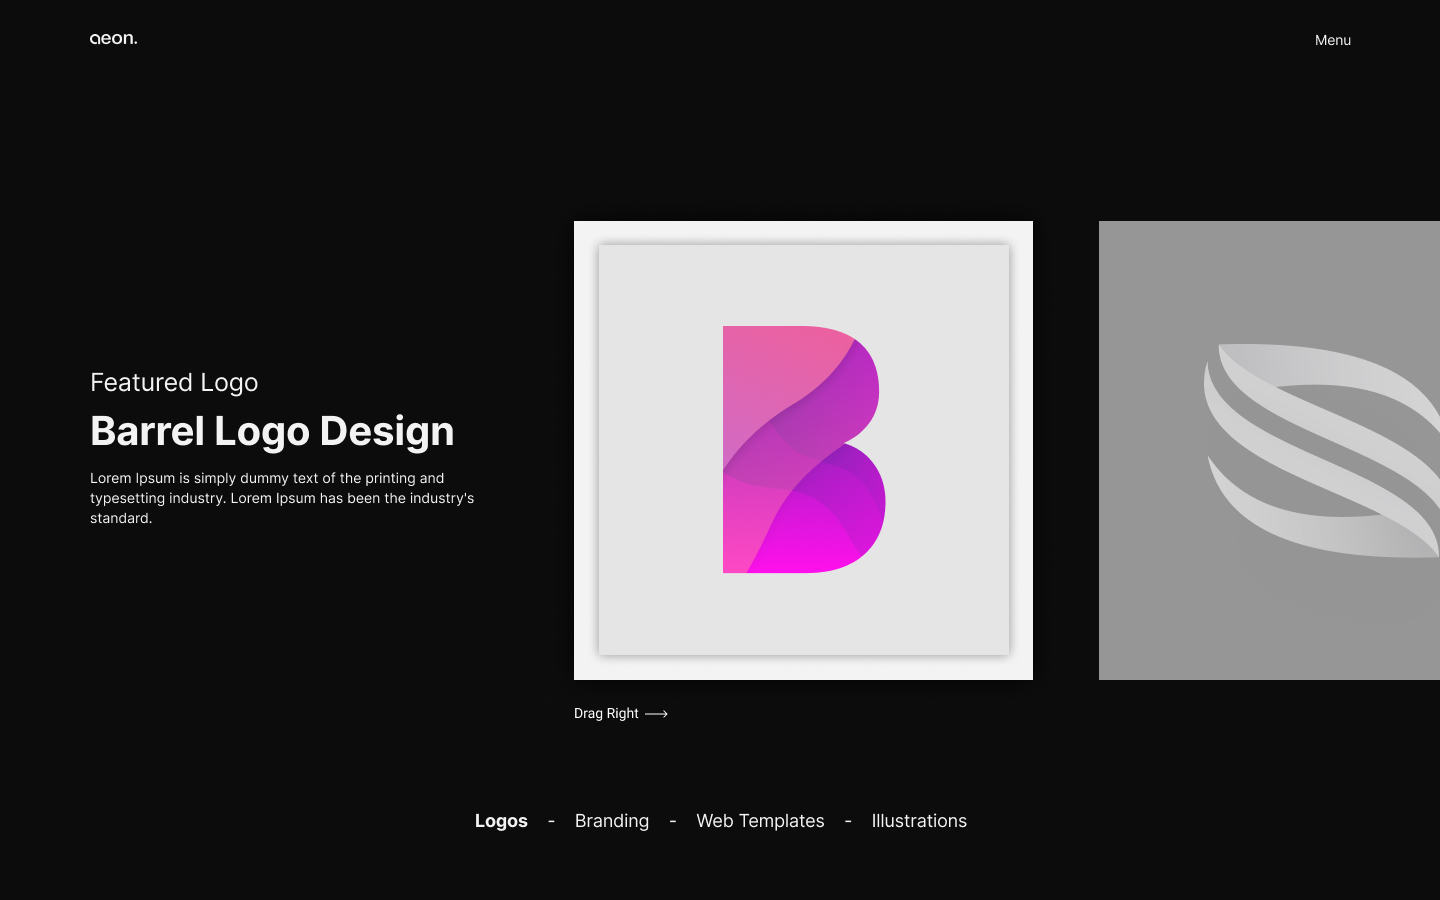 aeon.
Menu
Featured Logo
Barrel Logo Design
Lorem Ipsum is simply dummy text of the printing and
typesetting industry. Lorem Ipsum has been the industry's
standard.
Drag Right
Logos - Branding - Web Templates - Illustrations